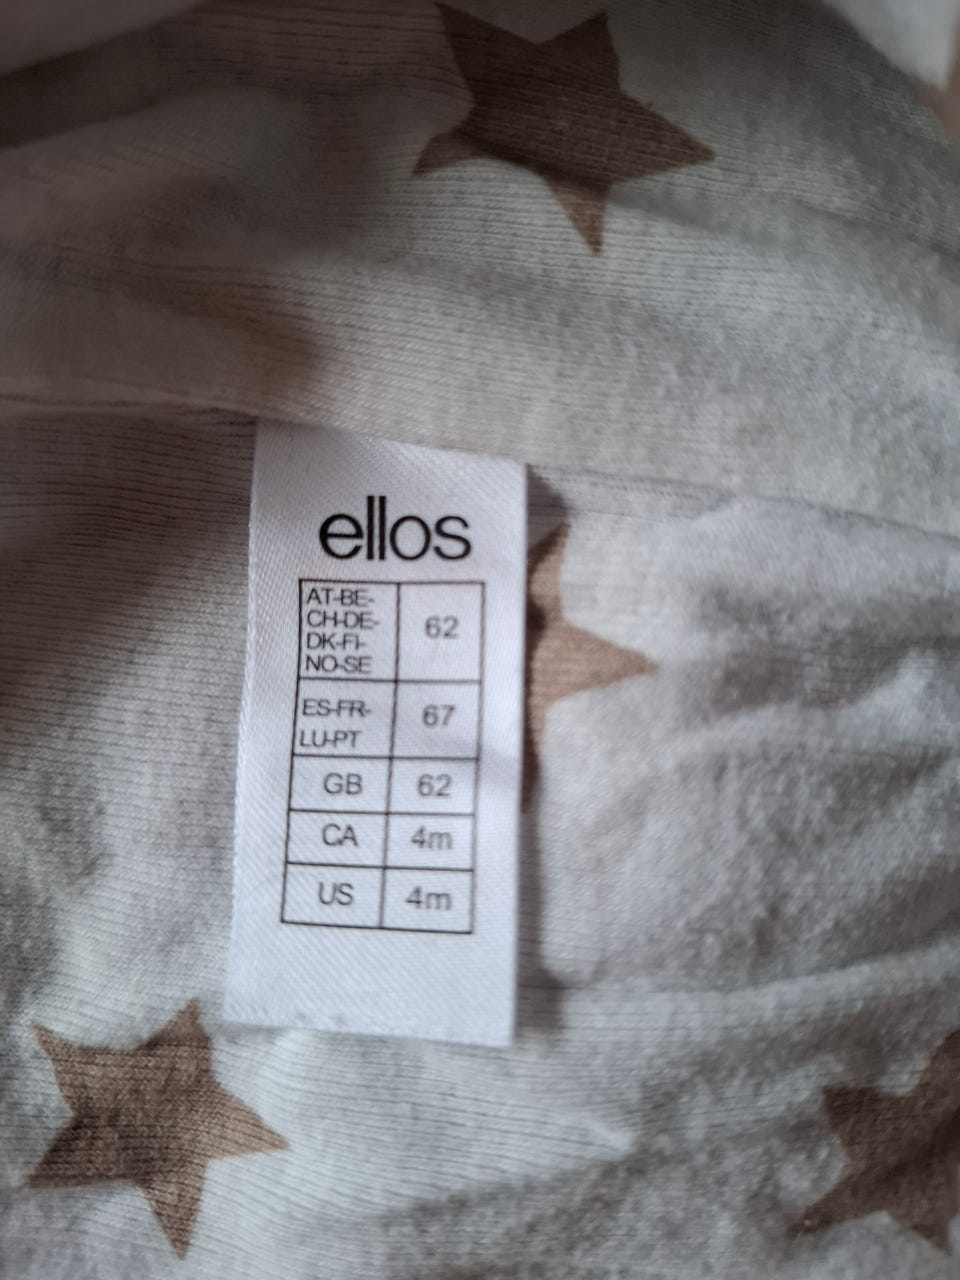 ellos
AT-BE-
CH-DE-
DK-FI-
NO-SE
62
ES-FR-
LU-PT
67
GB 62
CA 4m
US 4m